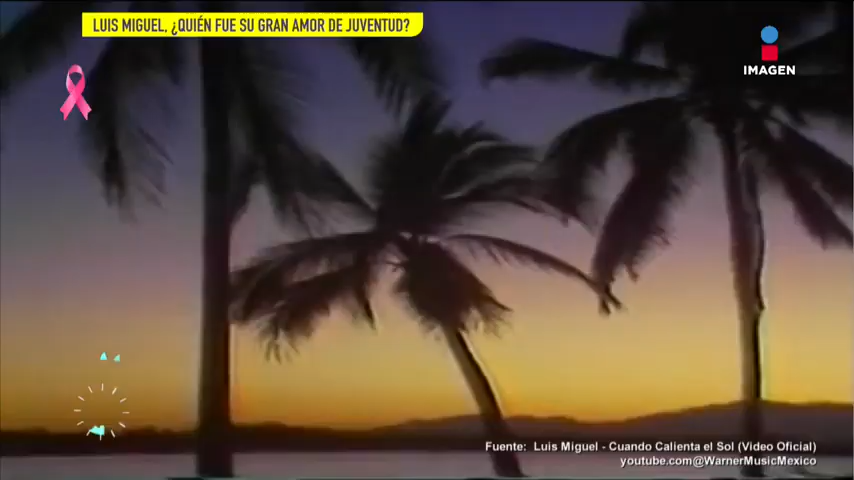 LUIS MIGUEL, ¿QUIÉN FUE SU GRAN AMOR DE JUVENTUD?
IMAGEN
Fuente: Luis Miguel - Cuando Calienta el Sol (Video Oficial)
youtube.com@WarnerMusicMexico